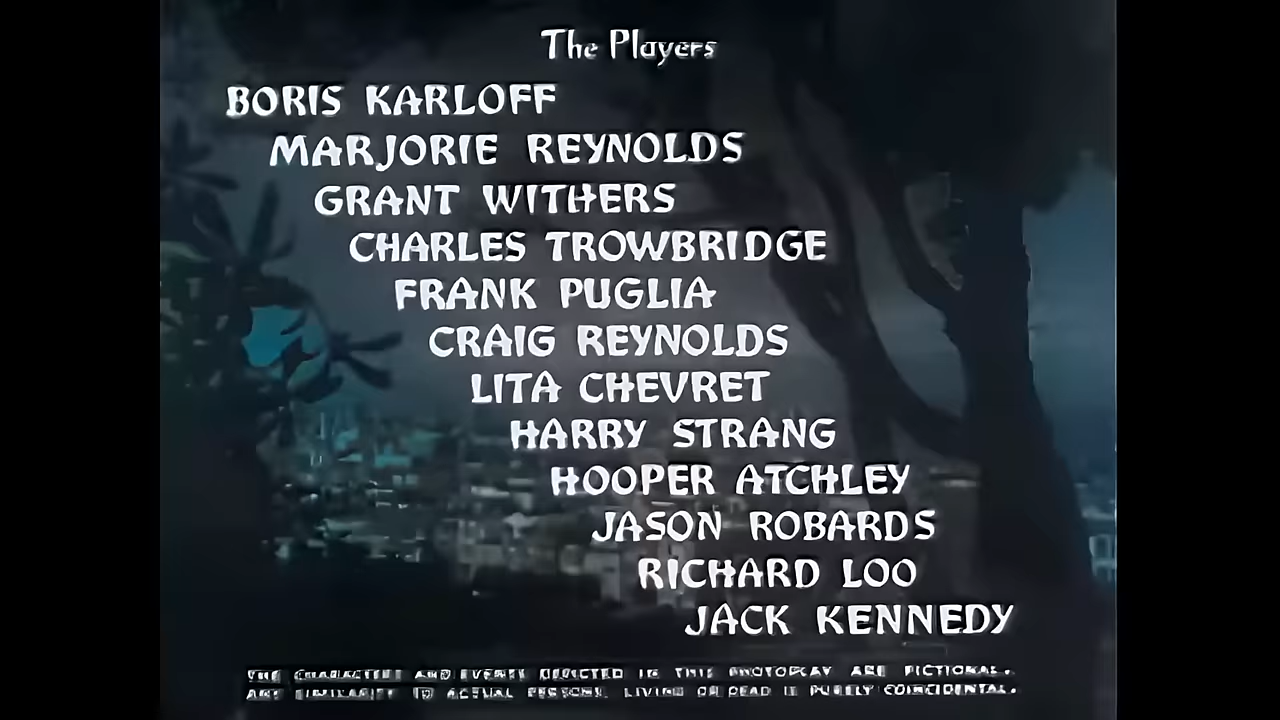 The Players
BORIS KARLOFF
MARJORIE REYNOLDS
GRANT WITHERS
CHARLES TROWBRIDGE
FRANK PUGLIA
CRAIG REYNOLDS
LITA CHEVRET
HARRY STRANG
HOOPER ATCHLEY
JASON ROBARDS
RICHARD LOO
JACK KENNEDY
THE CHARACTERS AND EVENTS DEPICTED IN THIS PHOTOPLAY ARE FICTIONAL.
ANY SIMILARITY TO ACTUAL PERSONS, LIVING OR DEAD IS PURELY COINCIDENTAL.